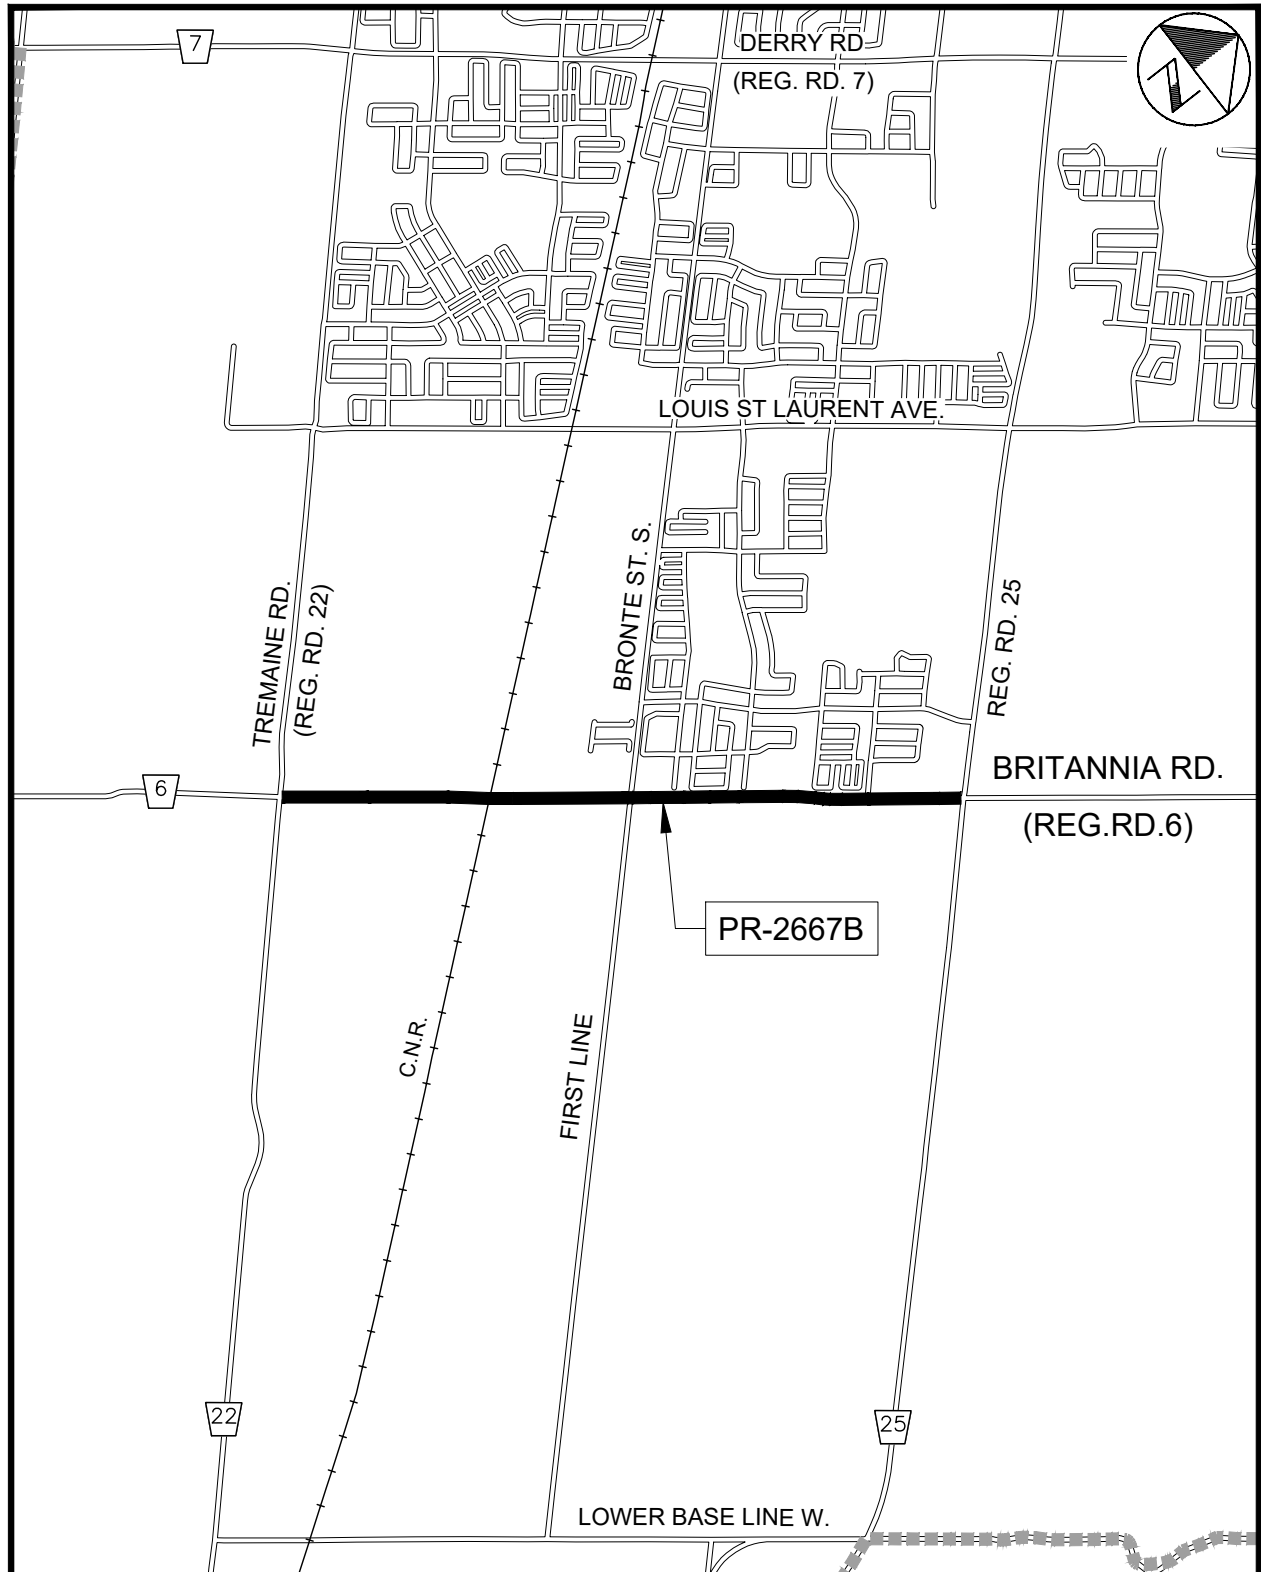 7
DERRY RD
(REG. RD. 7)
N
LOUIS ST LAURENT AVE.
BRONTE ST. S.
TREMAINE RD.
(REG. RD. 22)
REG. RD. 25
BRITANNIA RD.
(REG.RD.6)
6
PR-2667B
C.N.R.
FIRST LINE
22
25
LOWER BASE LINE W.